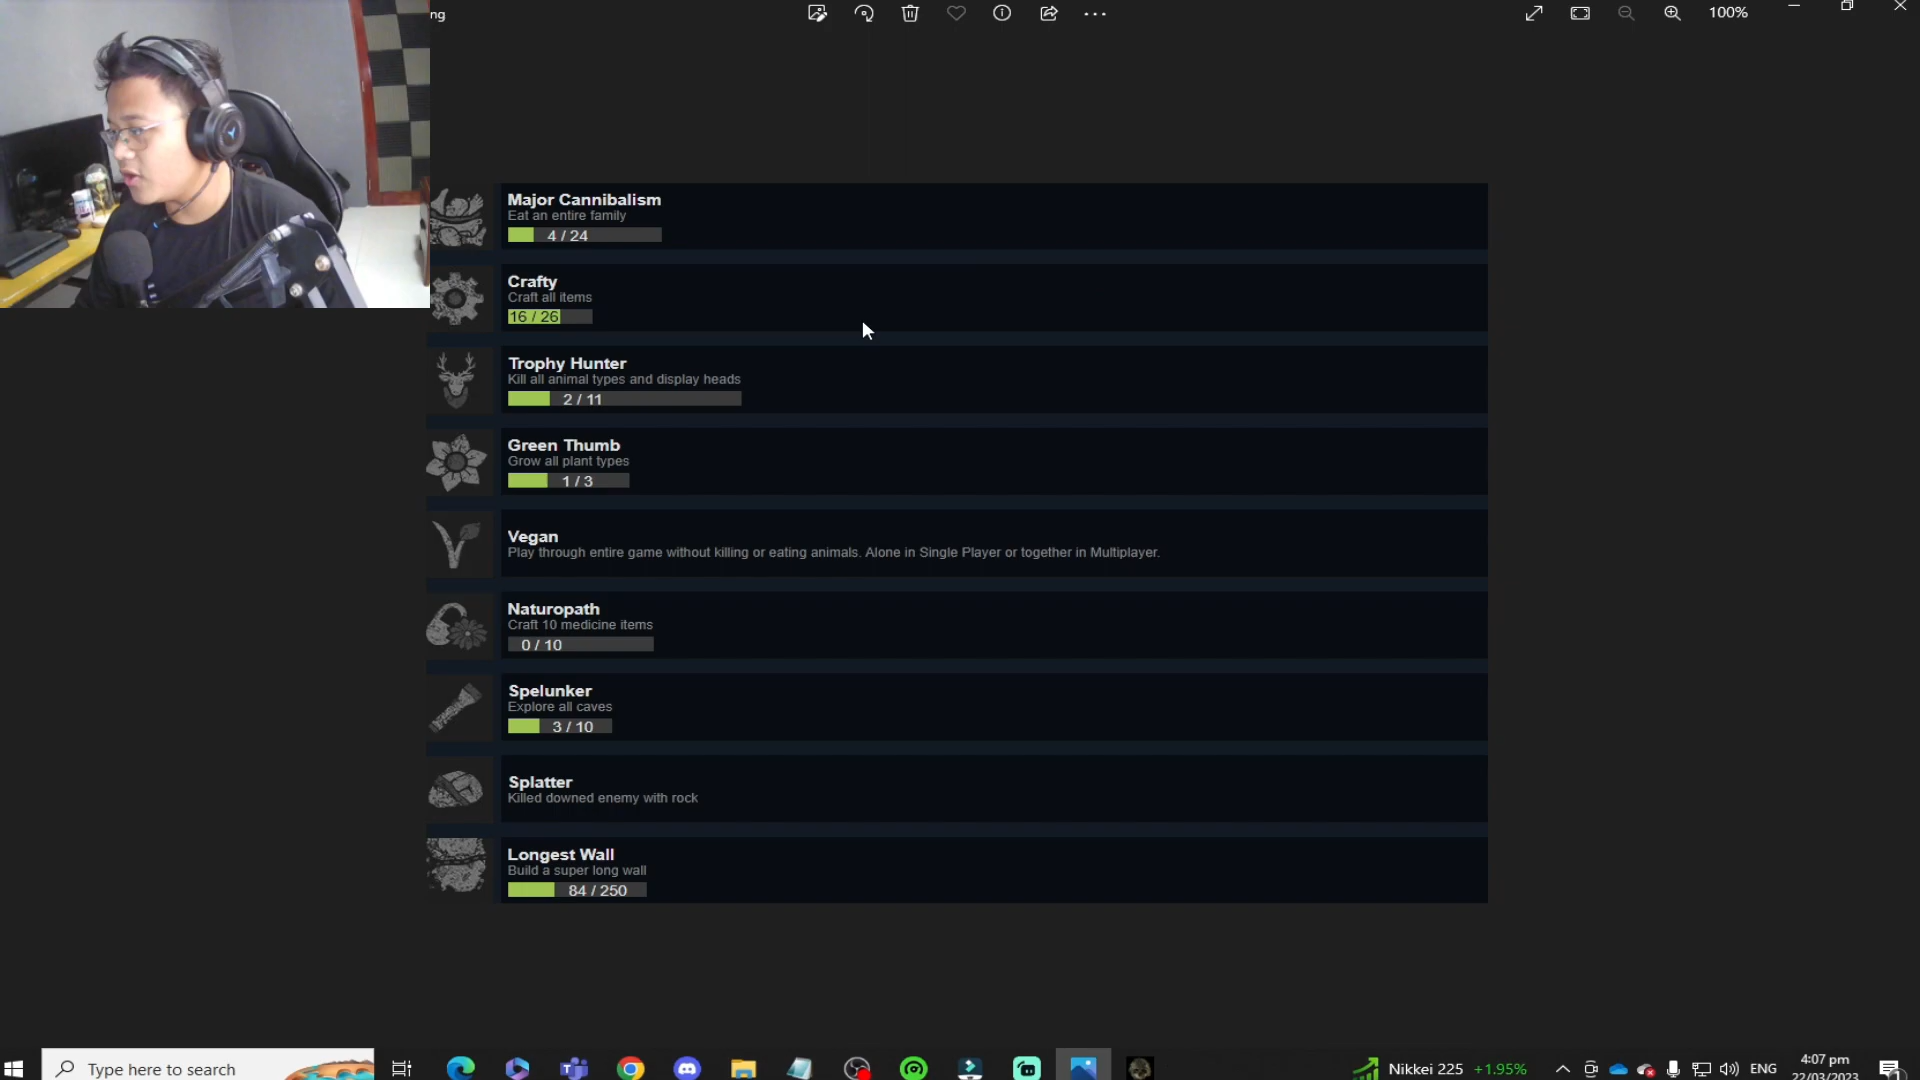 ng
100%
Major Cannibalism
Eat an entire family
4 / 24
Crafty
Craft all items
16 / 26
Trophy Hunter
Kill all animal types and display heads
2 / 11
Green Thumb
Grow all plant types
1 / 3
Vegan
Play through entire game without killing or eating animals. Alone in Single Player or together in Multiplayer.
Naturopath
Craft 10 medicine items
0 / 10
Spelunker
Explore all caves
3 / 10
Splatter
Killed downed enemy with rock
Longest Wall
Build a super long wall
84 / 250
Type here to search
Nikkei 225 +1.95%
ENG
4:07 pm
22/03/2023
1